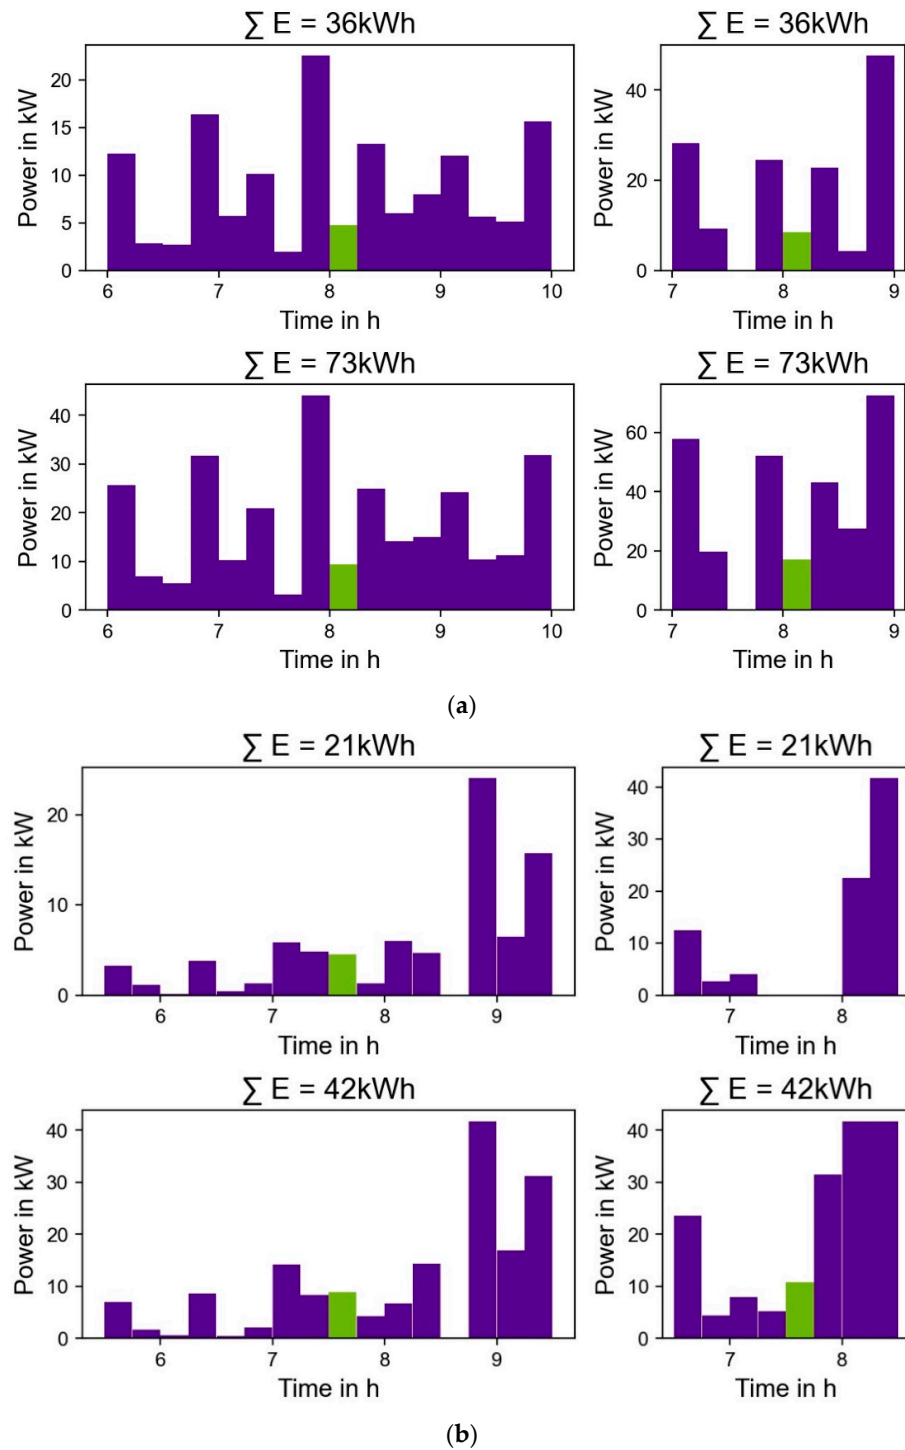 ∑ E = 36kWh
Power in kW
20
15
10
5
0
6 7 8 9 10
Time in h
∑ E = 36kWh
Power in kW
40
20
0
7 8 9
Time in h
∑ E = 73kWh
Power in kW
40
30
20
10
0
6 7 8 9 10
Time in h
∑ E = 73kWh
Power in kW
60
40
20
0
7 8 9
Time in h
(a)
∑ E = 21kWh
Power in kW
20
10
0
6 7 8 9
Time in h
∑ E = 21kWh
Power in kW
40
30
20
10
0
7 8
Time in h
∑ E = 42kWh
Power in kW
40
30
20
10
0
6 7 8 9
Time in h
∑ E = 42kWh
Power in kW
40
30
20
10
0
7 8
Time in h
(b)